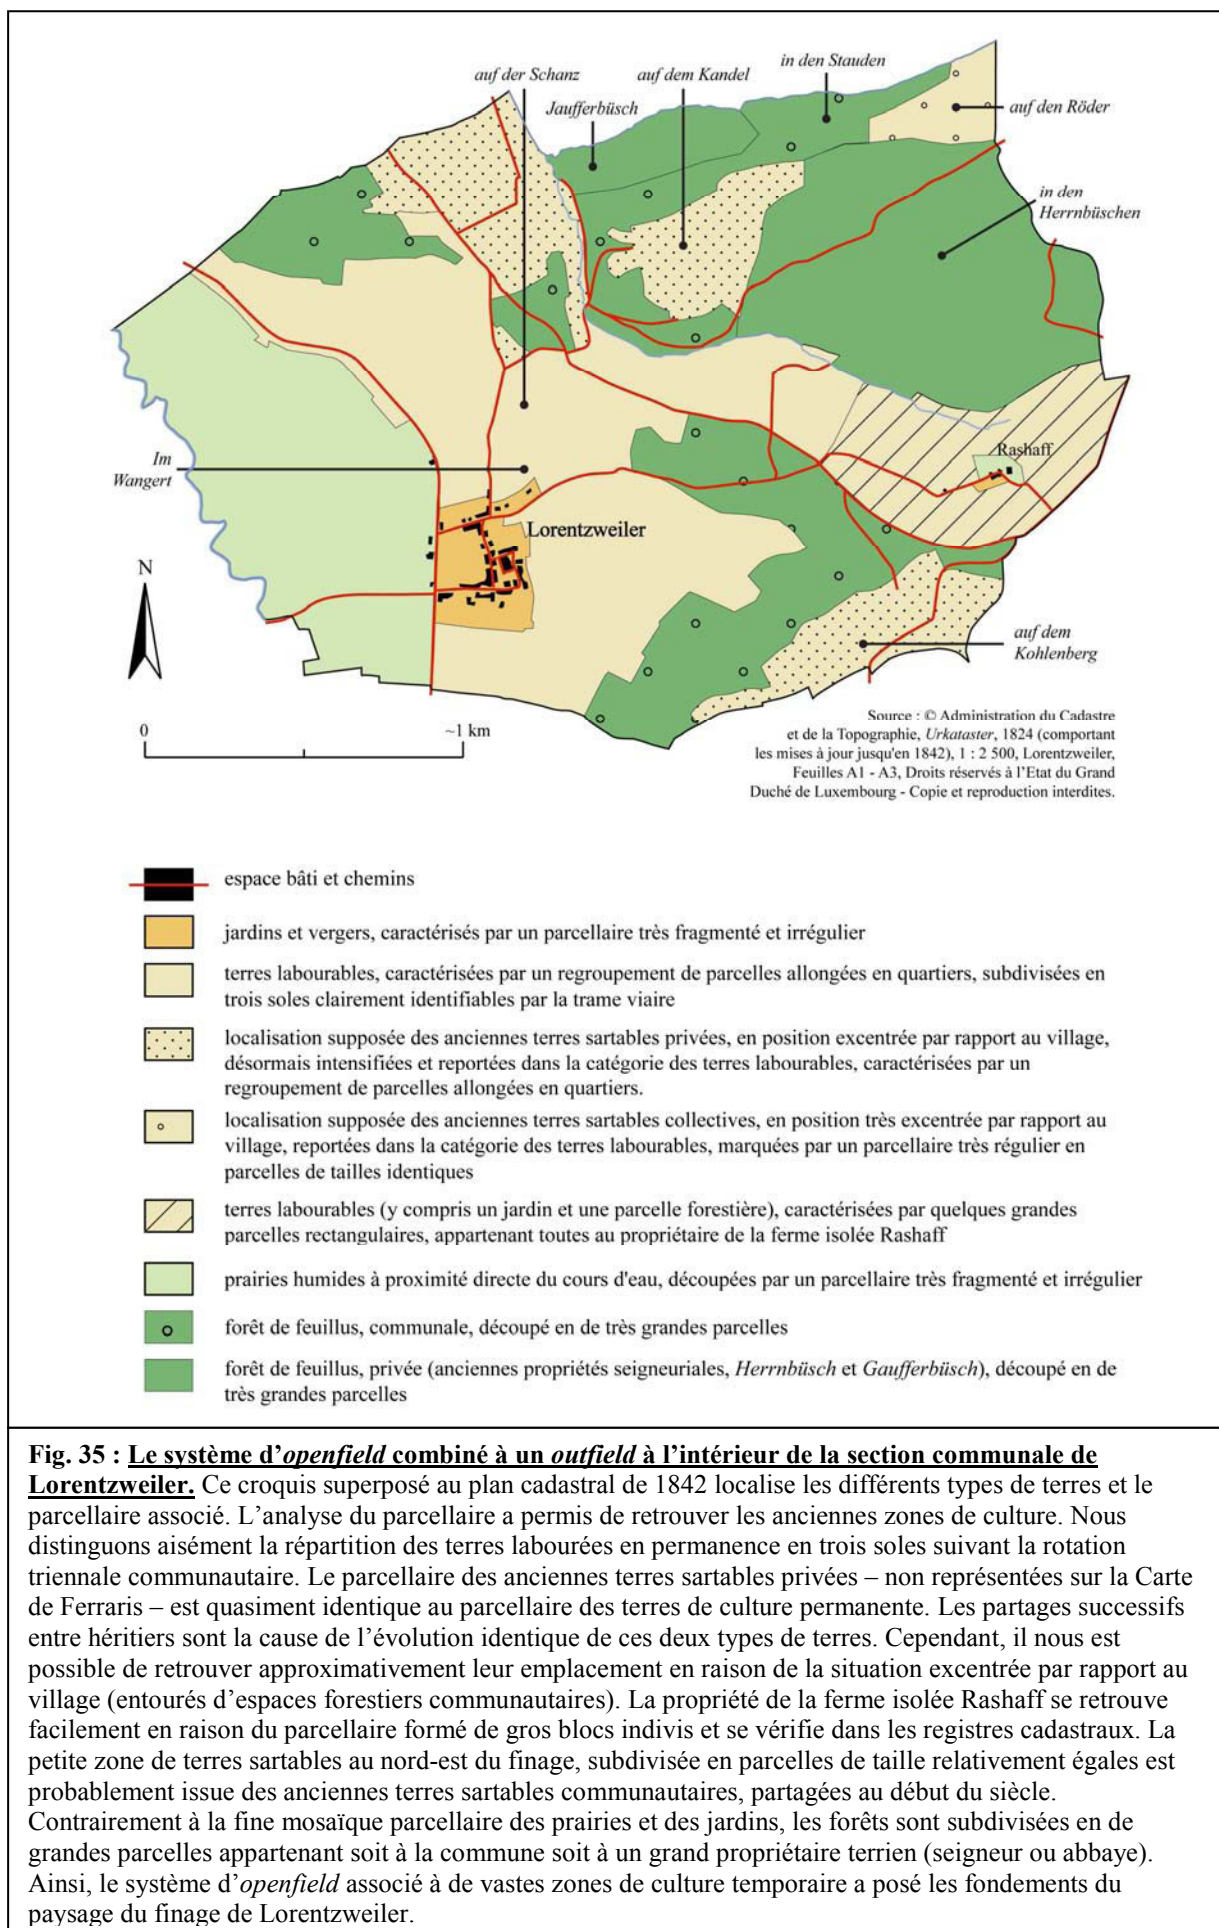 auf der Schanz
auf dem Kandel
in den Stauden
Jaufferbüsch
auf den Röder
in den
Herrnbüschen
Im
Wangert
Rashaff
Lorentzweiler
N
auf dem
Kohlenberg
0
~1 km
Source : © Administration du Cadastre
et de la Topographie, Urkataster, 1824 (comportant
les mises à jour jusqu'en 1842), 1 : 2 500, Lorentzweiler,
Feuilles A1 - A3, Droits réservés à l'Etat du Grand
Duché de Luxembourg - Copie et reproduction interdites.
espace bâti et chemins
jardins et vergers, caractérisés par un parcellaire très fragmenté et irrégulier
terres labourables, caractérisées par un regroupement de parcelles allongées en quartiers, subdivisées en
trois soles clairement identifiables par la trame viaire
localisation supposée des anciennes terres sartables privées, en position excentrée par rapport au village,
désormais intensifiées et reportées dans la catégorie des terres labourables, caractérisées par un
regroupement de parcelles allongées en quartiers.
localisation supposée des anciennes terres sartables collectives, en position très excentrée par rapport au
village, reportées dans la catégorie des terres labourables, marquées par un parcellaire très régulier en
parcelles de tailles identiques
terres labourables (y compris un jardin et une parcelle forestière), caractérisées par quelques grandes
parcelles rectangulaires, appartenant toutes au propriétaire de la ferme isolée Rashaff
prairies humides à proximité directe du cours d'eau, découpées par un parcellaire très fragmenté et irrégulier
forêt de feuillus, communale, découpé en de très grandes parcelles
forêt de feuillus, privée (anciennes propriétés seigneuriales, Herrnbüsch et Gaufferbüsch), découpé en de
très grandes parcelles
Fig. 35 : Le système d'openfield combiné à un outfield à l'intérieur de la section communale de
Lorentzweiler. Ce croquis superposé au plan cadastral de 1842 localise les différents types de terres et le
parcellaire associé. L'analyse du parcellaire a permis de retrouver les anciennes zones de culture. Nous
distinguons aisément la répartition des terres labourées en permanence en trois soles suivant la rotation
triennale communautaire. Le parcellaire des anciennes terres sartables privées – non représentées sur la Carte
de Ferraris – est quasiment identique au parcellaire des terres de culture permanente. Les partages successifs
entre héritiers sont la cause de l'évolution identique de ces deux types de terres. Cependant, il nous est
possible de retrouver approximativement leur emplacement en raison de la situation excentrée par rapport au
village (entourés d'espaces forestiers communautaires). La propriété de la ferme isolée Rashaff se retrouve
facilement en raison du parcellaire formé de gros blocs indivis et se vérifie dans les registres cadastraux. La
petite zone de terres sartables au nord-est du finage, subdivisée en parcelles de taille relativement égales est
probablement issue des anciennes terres sartables communautaires, partagées au début du siècle.
Contrairement à la fine mosaïque parcellaire des prairies et des jardins, les forêts sont subdivisées en de
grandes parcelles appartenant soit à la commune soit à un grand propriétaire terrien (seigneur ou abbaye).
Ainsi, le système d'openfield associé à de vastes zones de culture temporaire a posé les fondements du
paysage du finage de Lorentzweiler.